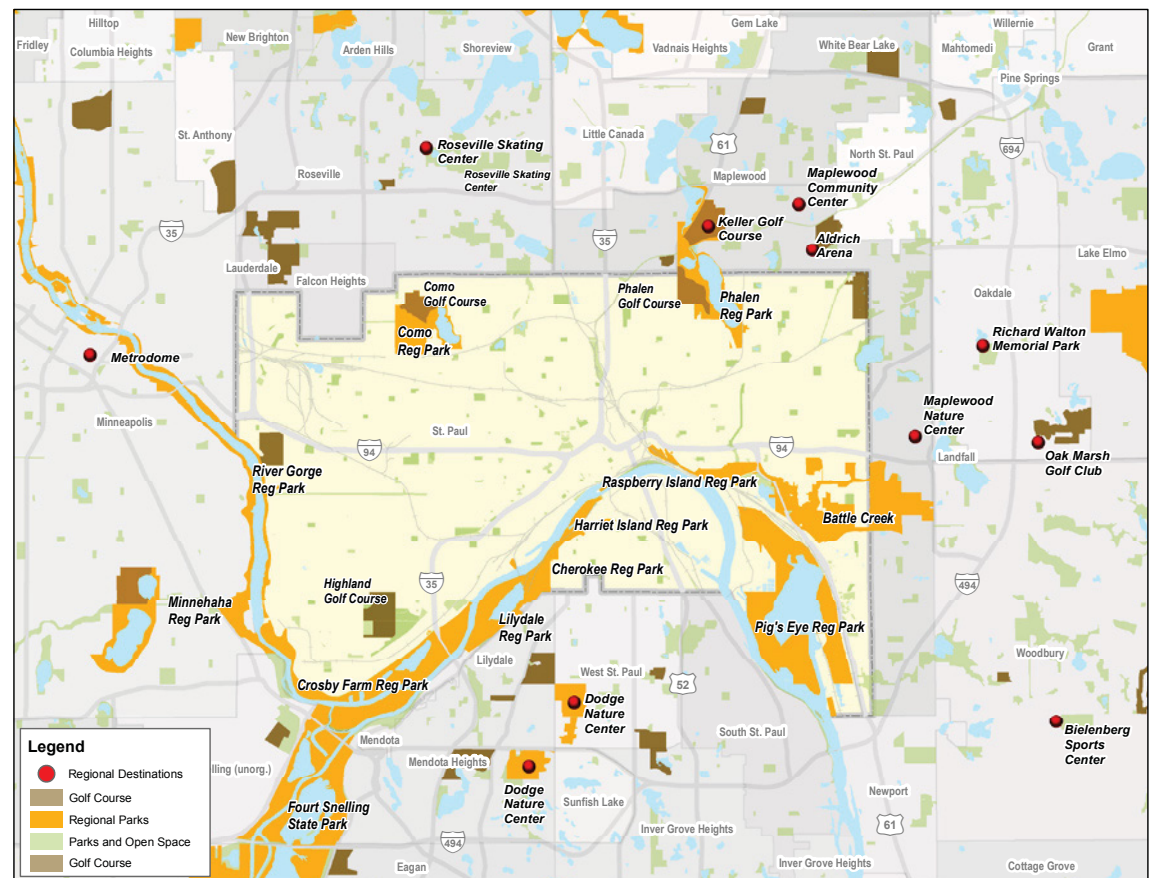 Hilltop
Fridley
Columbia Heights
New Brighton
Arden Hills
Shoreview
Gem Lake
Vadnais Heights
White Bear Lake
Willernie
Mahtomedi
Grant
Pine Springs
St. Anthony
Roseville
Roseville Skating
Center
Roseville Skating
Center
Little Canada
61
Maplewood
North St. Paul
694
Maplewood
Community
Center
Keller Golf
Course
Aldrich
Arena
35
35
Lake Elmo
Lauderdale
Falcon Heights
Como
Golf Course
Como
Reg Park
Phalen
Golf Course
Phalen
Reg Park
Oakdale
Richard Walton
Memorial Park
Metrodome
Minneapolis
St. Paul
94
94
Maplewood
Nature
Center
Landfall
Oak Marsh
Golf Club
River Gorge
Reg Park
Raspberry Island Reg Park
Harriet Island Reg Park
Battle Creek
Cherokee Reg Park
35
494
Highland
Golf Course
Minnehaha
Reg Park
Lilydale
Reg Park
Pig's Eye Reg Park
Lilydale
Woodbury
Crosby Farm Reg Park
West St. Paul
52
Dodge
Nature
Center
South St. Paul
Bielenberg
Sports
Center
Mendota
Mendota Heights
Dodge
Nature
Center
Sunfish Lake
Newport
61
Fourt Snelling
State Park
Inver Grove Heights
494
Eagan
Inver Grove Heights
Cottage Grove
lling (unorg.)
Legend
Regional Destinations
Golf Course
Regional Parks
Parks and Open Space
Golf Course